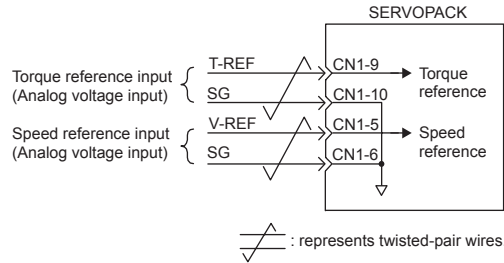 SERVOPACK
Torque reference input
(Analog voltage input)
T-REF
CN1-9
Torque
reference
SG
CN1-10
Speed reference input
(Analog voltage input)
V-REF
CN1-5
Speed
reference
SG
CN1-6
: represents twisted-pair wires